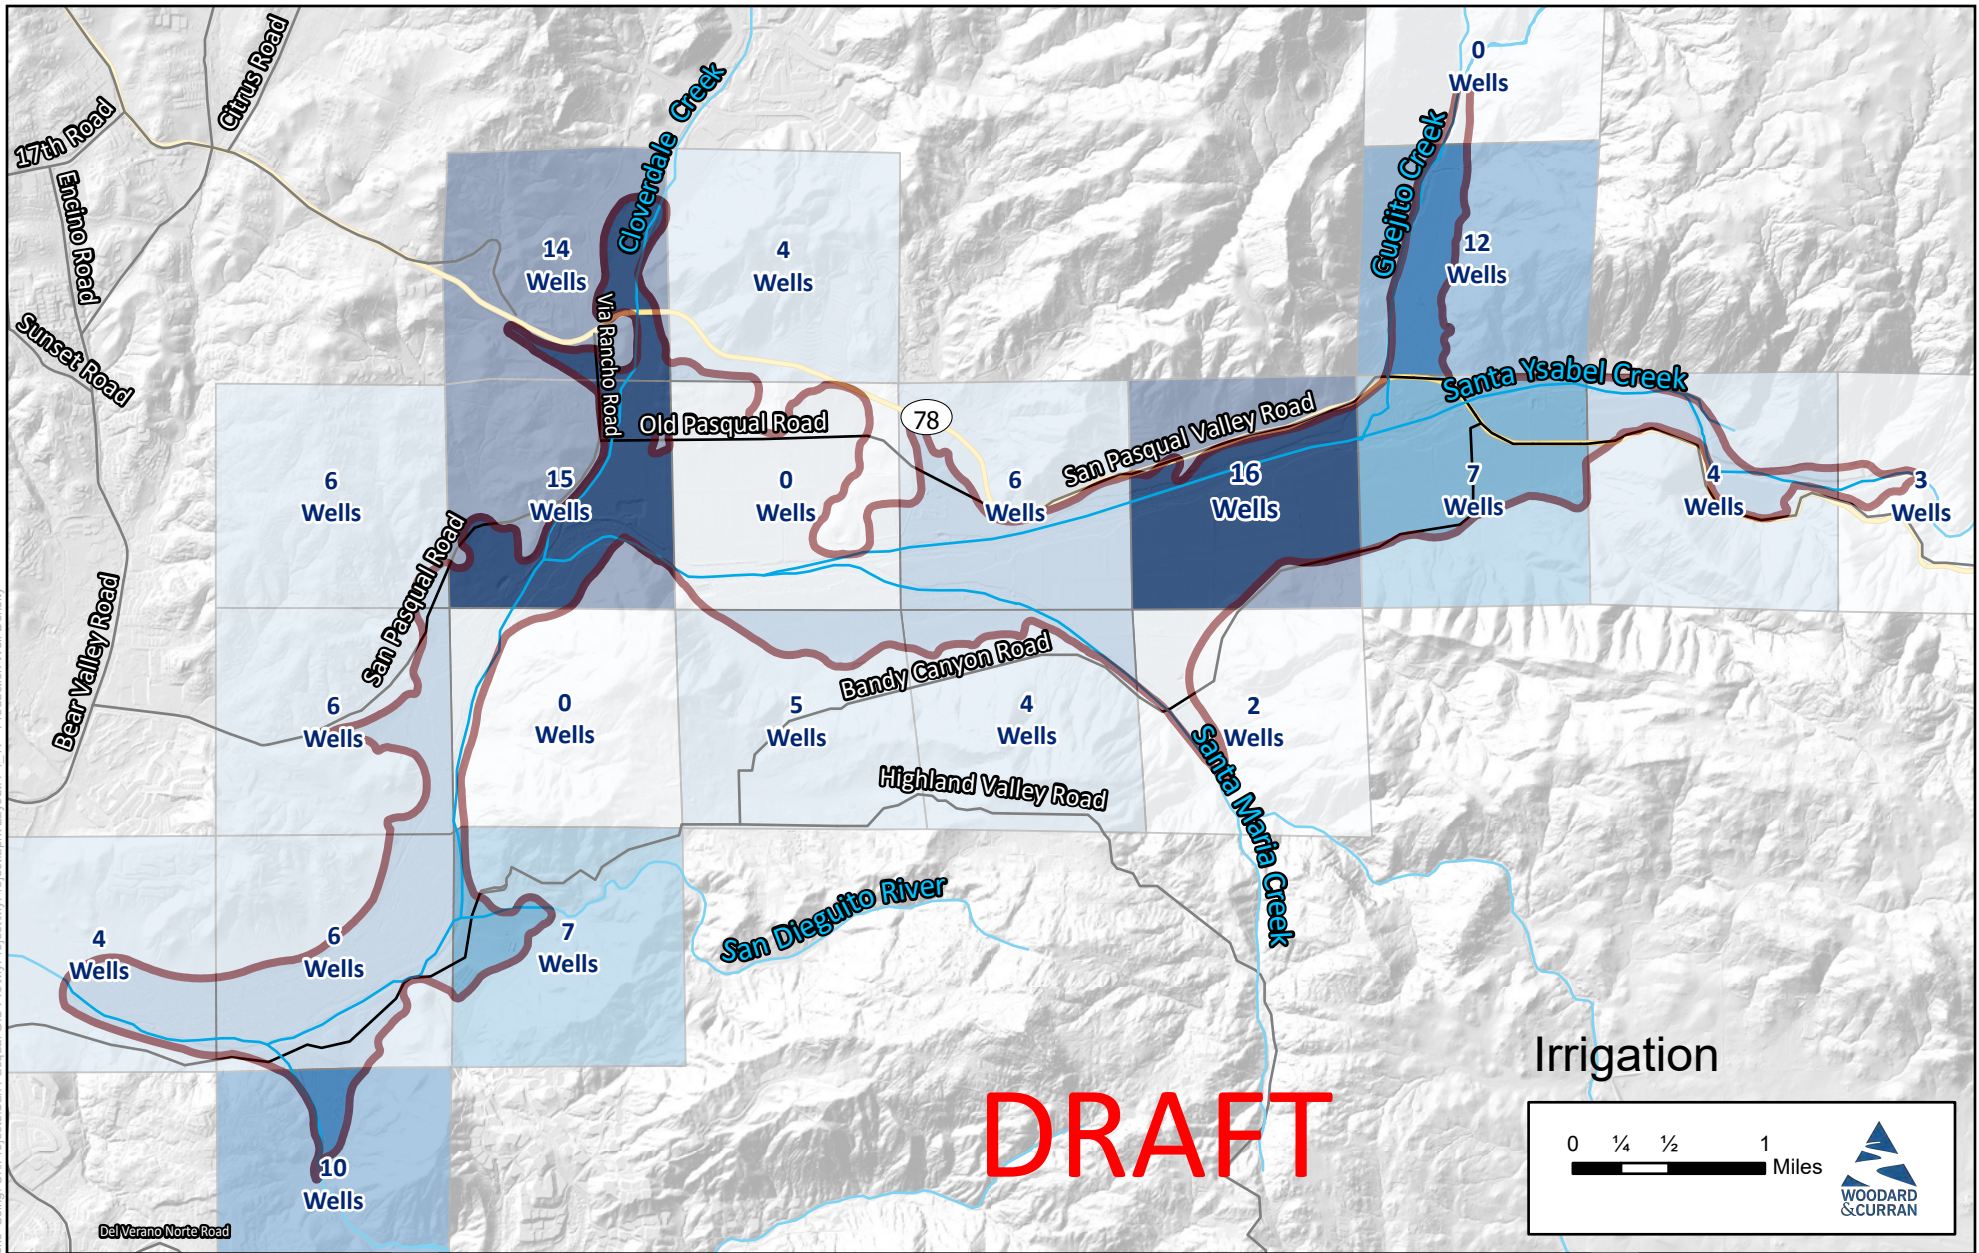 0
Wells
Citrus Road
17th Road
Encino Road
Sunset Road
Bear Valley Road
Cloverdale Creek
Guejito Creek
14
Wells
4
Wells
12
Wells
Via Rancho Road
Santa Ysabel Creek
Old Pasqual Road
78
San Pasqual Valley Road
6
Wells
15
Wells
0
Wells
6
Wells
16
Wells
7
Wells
4
Wells
3
Wells
San Pasqual Road
Bandy Canyon Road
6
Wells
0
Wells
5
Wells
4
Wells
2
Wells
Highland Valley Road
Santa Maria Creek
San Dieguito River
4
Wells
6
Wells
7
Wells
10
Wells
Del Verano Norte Road
DRAFT
Irrigation
0 ¼ ½ 1
Miles
WOODARD
&CURRAN